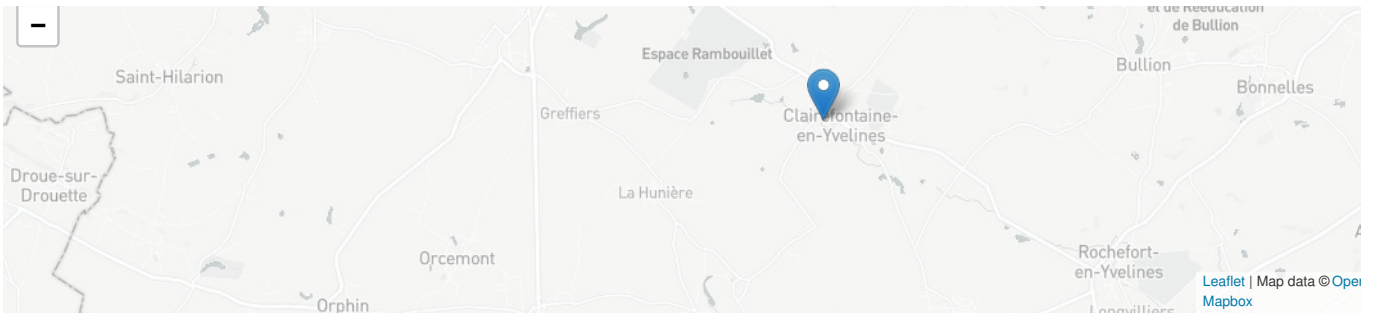 −
et de Rééducation
de Bullion
Espace Rambouillet
Saint-Hilarion
Bullion
Bonnelles
Greffiers
Clairefontaine-
en-Yvelines
Droue-sur-
Drouette
La Hunière
Orcemont
Rochefort-
en-Yvelines
Orphin
Leaflet | Map data © Oper
Mapbox
Longvilliers